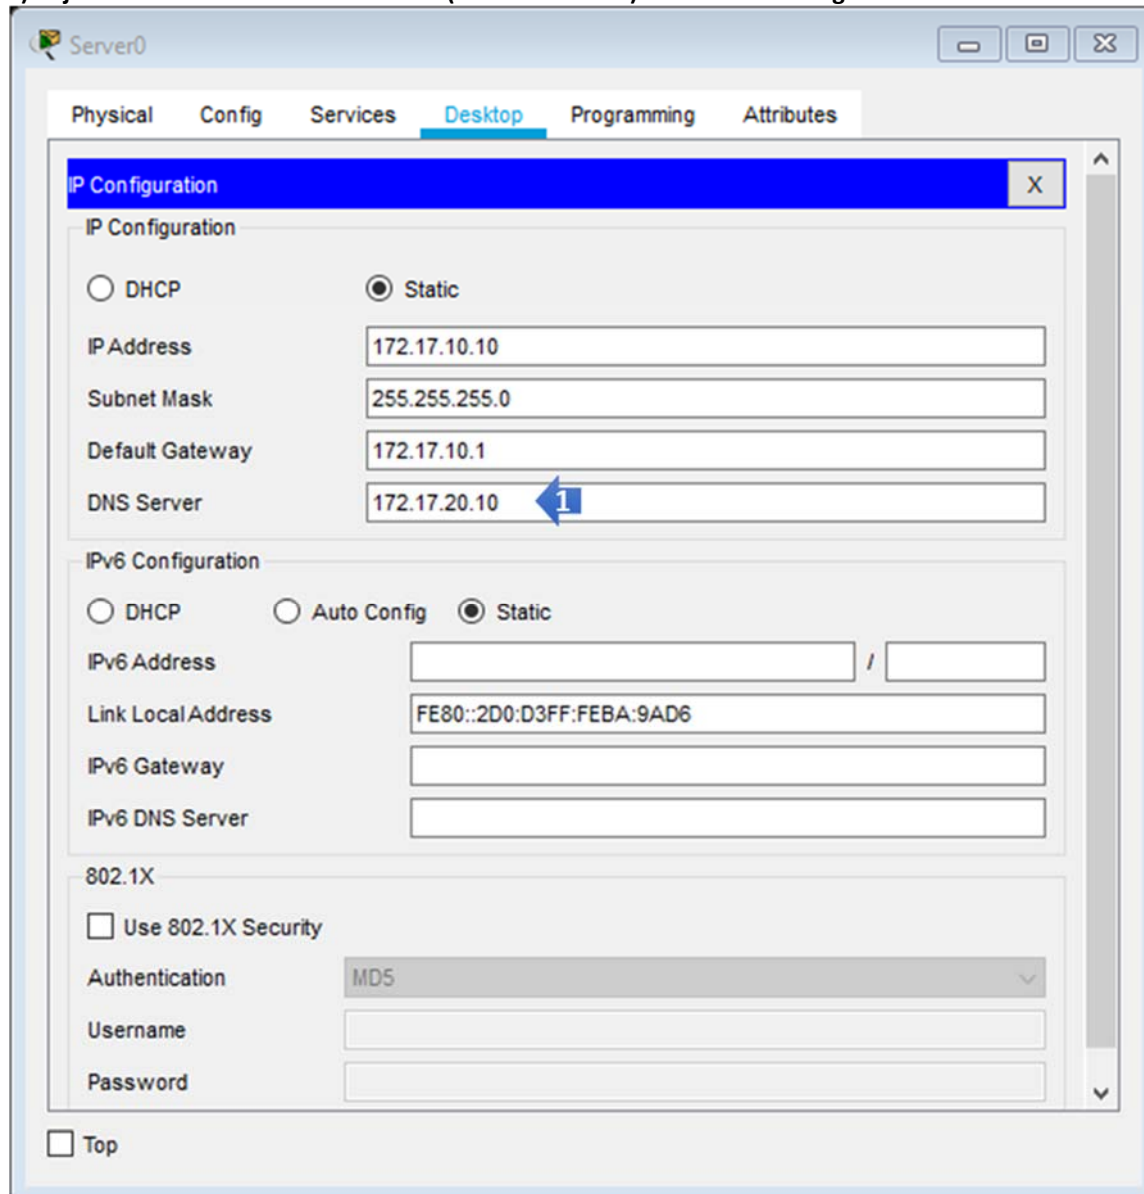 Server0
Physical Config Services Desktop Programming Attributes
IP Configuration X
IP Configuration
DHCP Static
IP Address 172.17.10.10
Subnet Mask 255.255.255.0
Default Gateway 172.17.10.1
DNS Server 172.17.20.10 1
IPv6 Configuration
DHCP Auto Config Static
IPv6 Address /
Link Local Address FE80::2D0:D3FF:FEBA:9AD6
IPv6 Gateway
IPv6 DNS Server
802.1X
Use 802.1X Security
Authentication MD5
Username
Password
Top